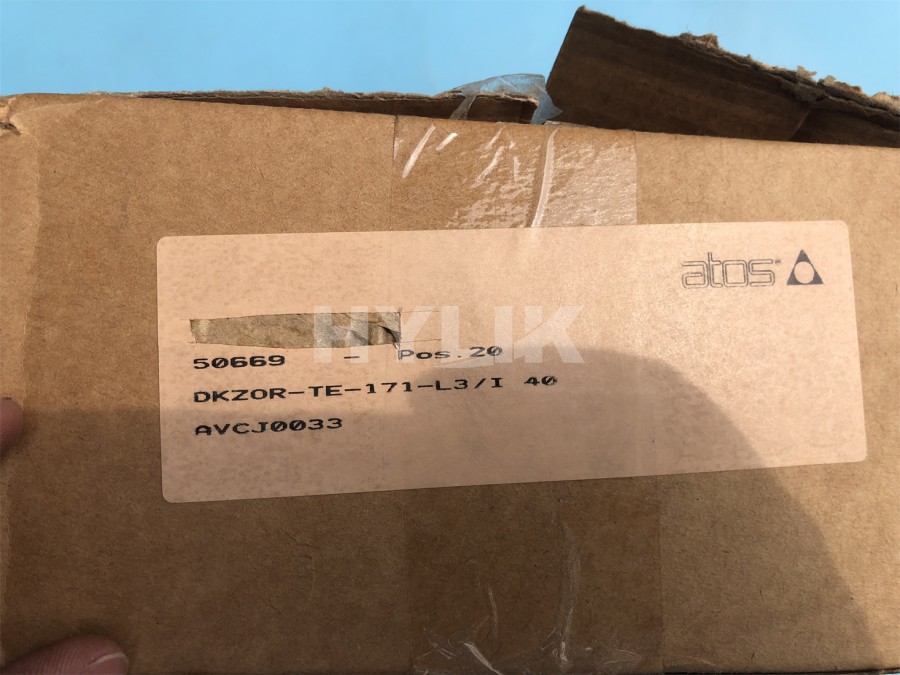 atos
HYLIK
50669 - Pos.20
DKZOR-TE-171-L3/I 40
AVCJ0033